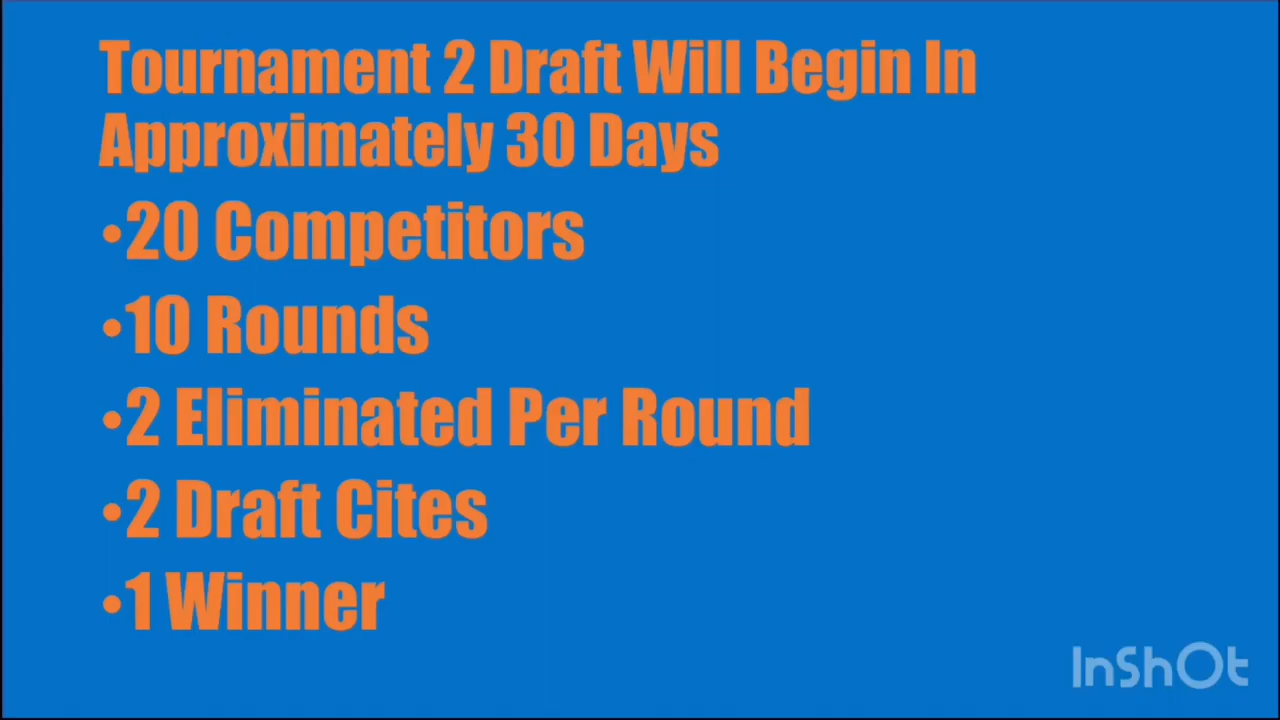 Tournament 2 Draft Will Begin In
Approximately 30 Days
•20 Competitors
•10 Rounds
•2 Eliminated Per Round
•2 Draft Cites
•1 Winner
InShOt